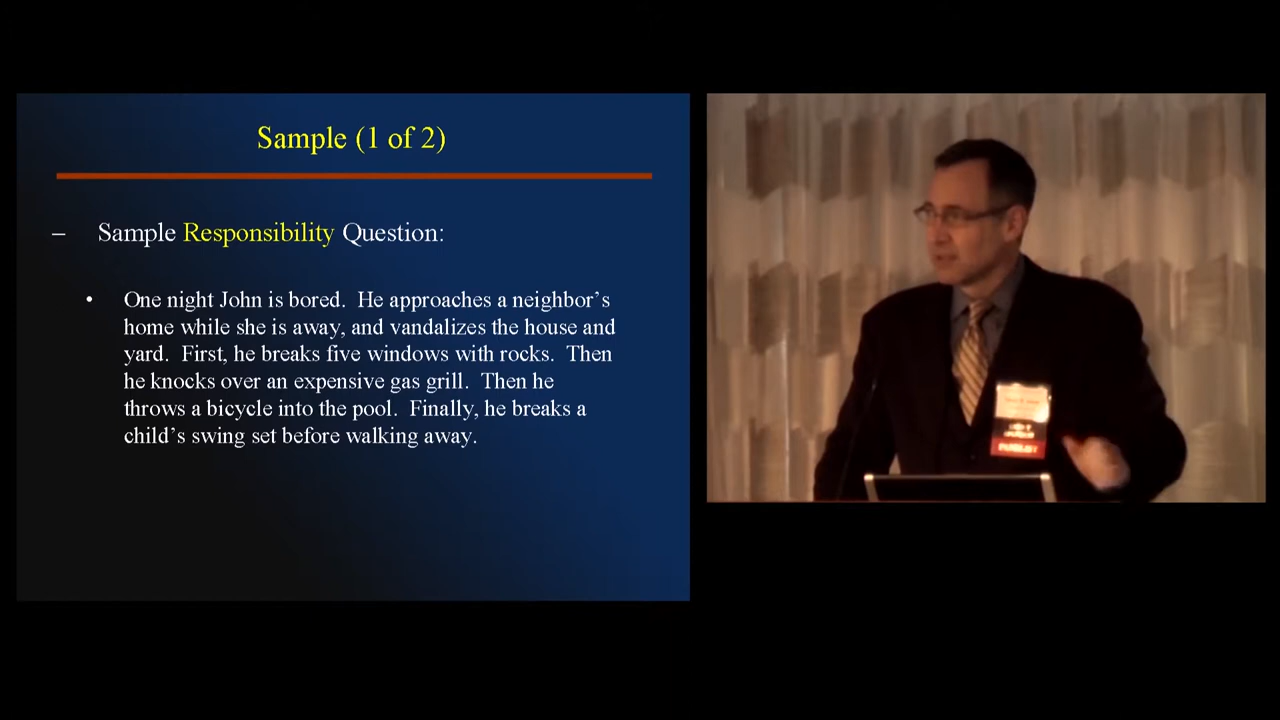 Sample (1 of 2)
– Sample Responsibility Question:
• One night John is bored.  He approaches a neighbor's
home while she is away, and vandalizes the house and
yard.  First, he breaks five windows with rocks.  Then
he knocks over an expensive gas grill.  Then he
throws a bicycle into the pool.  Finally, he breaks a
child's swing set before walking away.